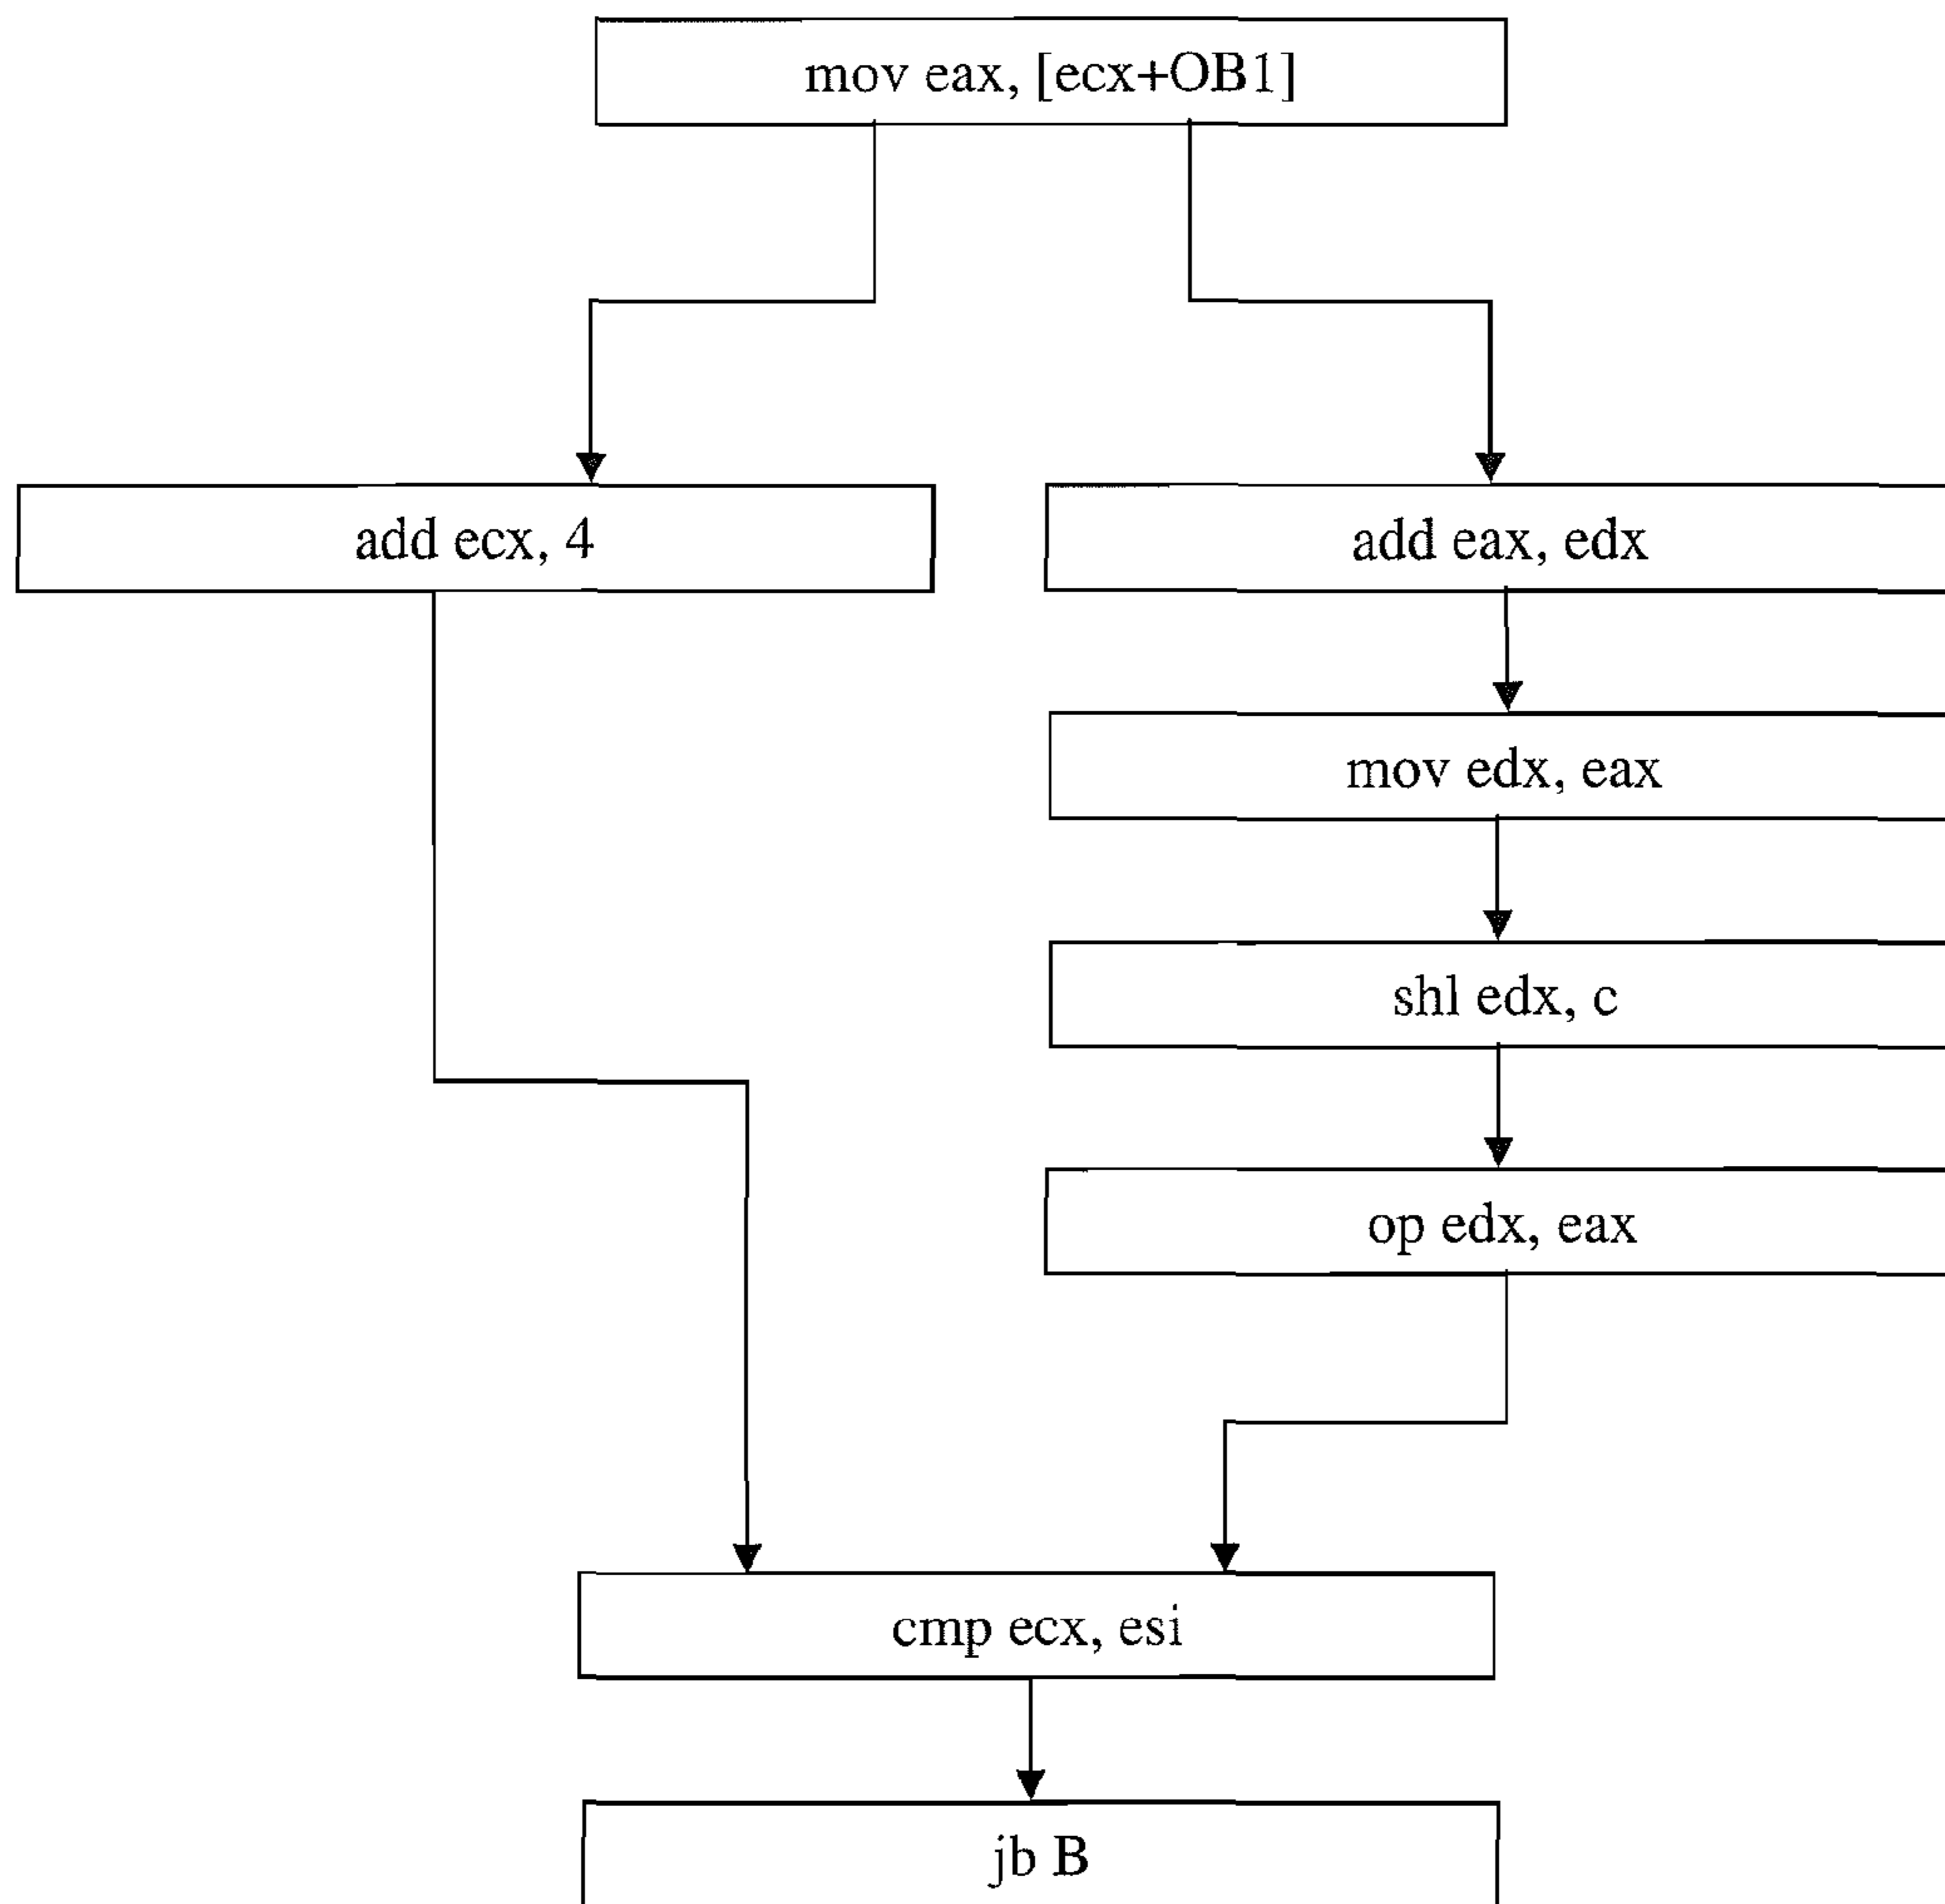 mov eax, [ecx+OB1]
add ecx, 4
add eax, edx
mov edx, eax
shl edx, c
op edx, eax
cmp ecx, esi
jb B